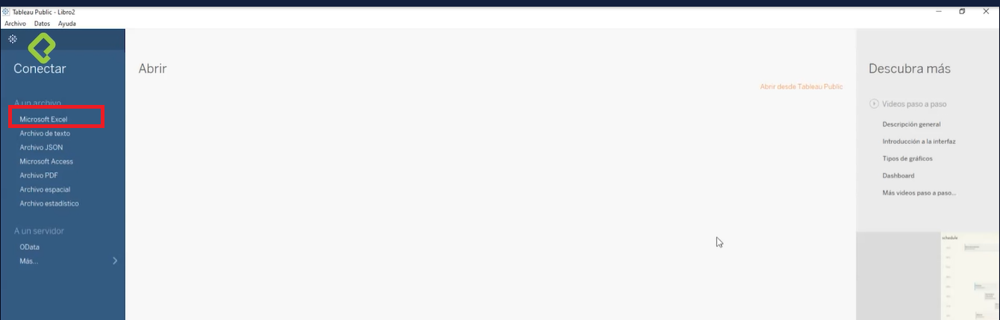 Tableau Public - Libro2
Archivo Datos Ayuda
Conectar
A un archivo
Microsoft Excel
Archivo de texto
Archivo JSON
Microsoft Access
Archivo PDF
Archivo espacial
Archivo estadístico
A un servidor
OData
Más...
Abrir
Abrir desde Tableau Public
Descubra más
Videos paso a paso
Descripción general
Introducción a la interfaz
Tipos de gráficos
Dashboard
Más videos paso a paso...
schedule